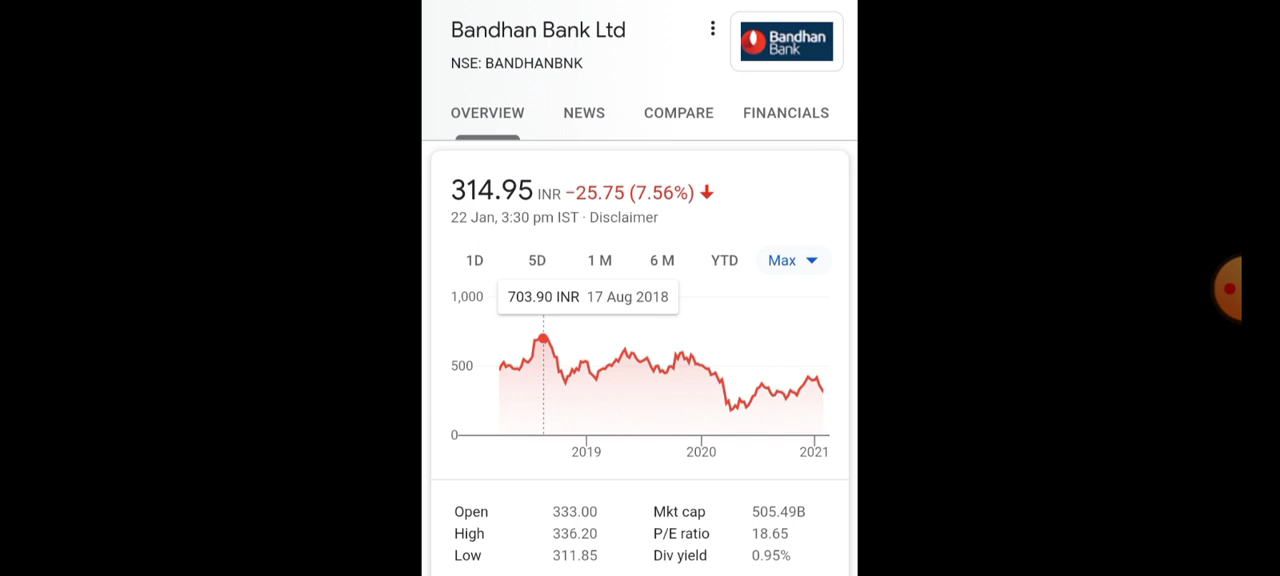 Bandhan Bank Ltd
NSE: BANDHANBNK
Bandhan
Bank
OVERVIEW NEWS COMPARE FINANCIALS
314.95 INR −25.75 (7.56%)
22 Jan, 3:30 pm IST · Disclaimer
1D 5D 1 M 6 M YTD Max
1,000
703.90 INR 17 Aug 2018
500
0
2019 2020 2021
Open 333.00 Mkt cap 505.49B
High 336.20 P/E ratio 18.65
Low 311.85 Div yield 0.95%